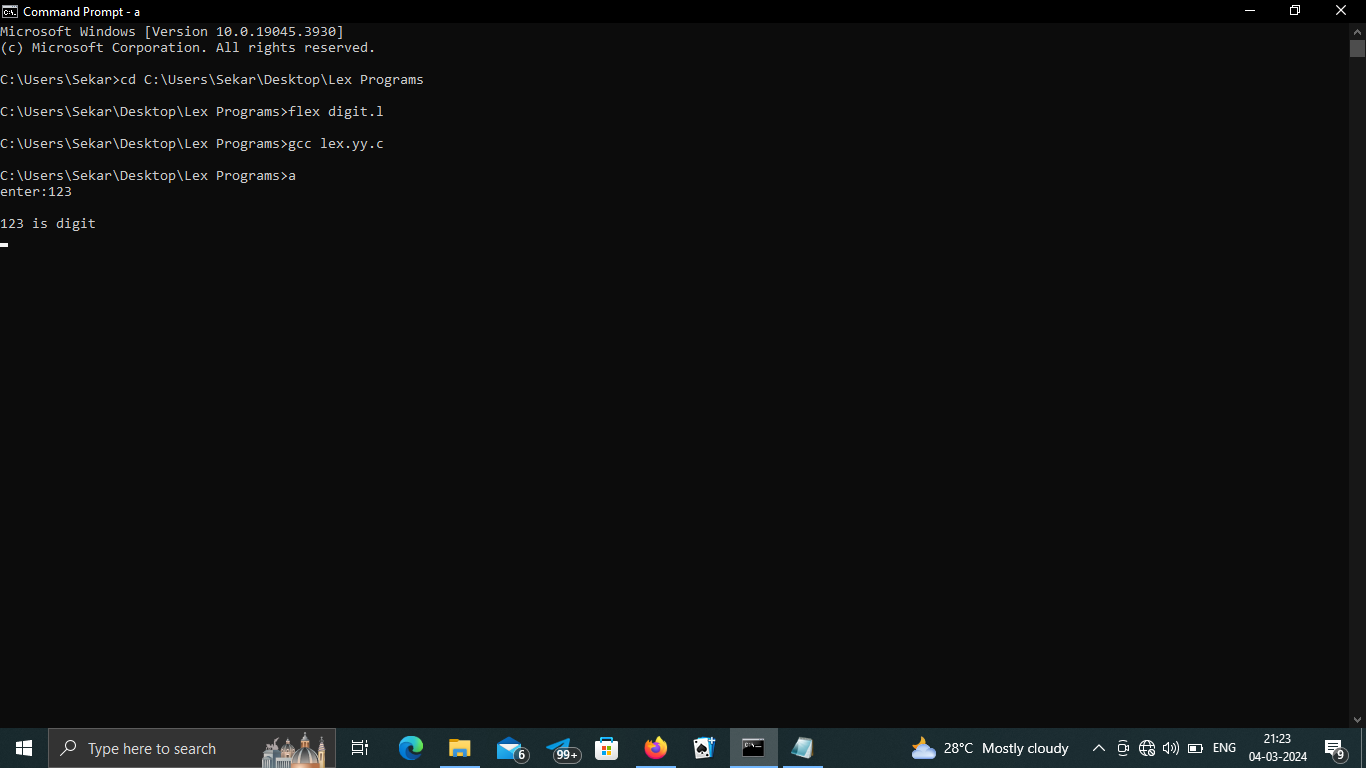 Command Prompt - a
Microsoft Windows [Version 10.0.19045.3930]
(c) Microsoft Corporation. All rights reserved.
C:\Users\Sekar>cd C:\Users\Sekar\Desktop\Lex Programs
C:\Users\Sekar\Desktop\Lex Programs>flex digit.l
C:\Users\Sekar\Desktop\Lex Programs>gcc lex.yy.c
C:\Users\Sekar\Desktop\Lex Programs>a
enter:123
123 is digit
Type here to search
6
99+
28°C Mostly cloudy
ENG
21:23
04-03-2024
9